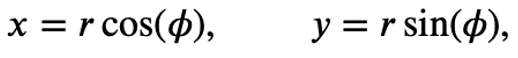 x = r cos(ϕ), y = r sin(ϕ),